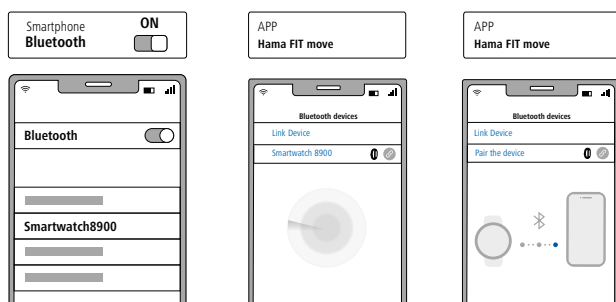 Smartphone
Bluetooth
ON
Bluetooth
Smartwatch8900
APP
Hama FIT move
Bluetooth devices
Link Device
Smartwatch 8900
APP
Hama FIT move
Bluetooth devices
Link Device
Pair the device